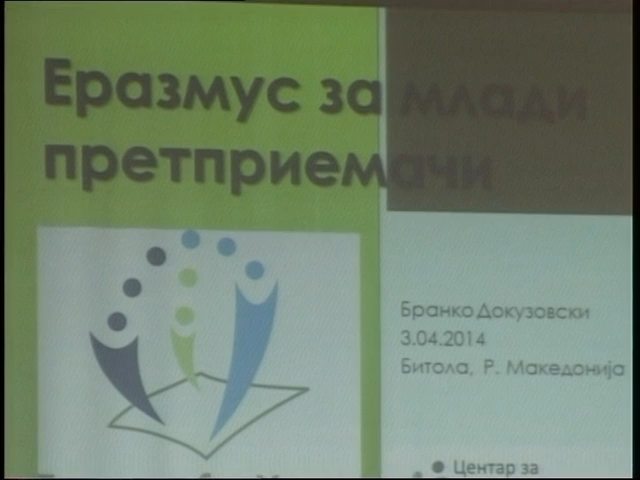 Еразмус за млади
претприемачи
Бранко Докузовски
3.04.2014
Битола, Р. Македонија
Центар за